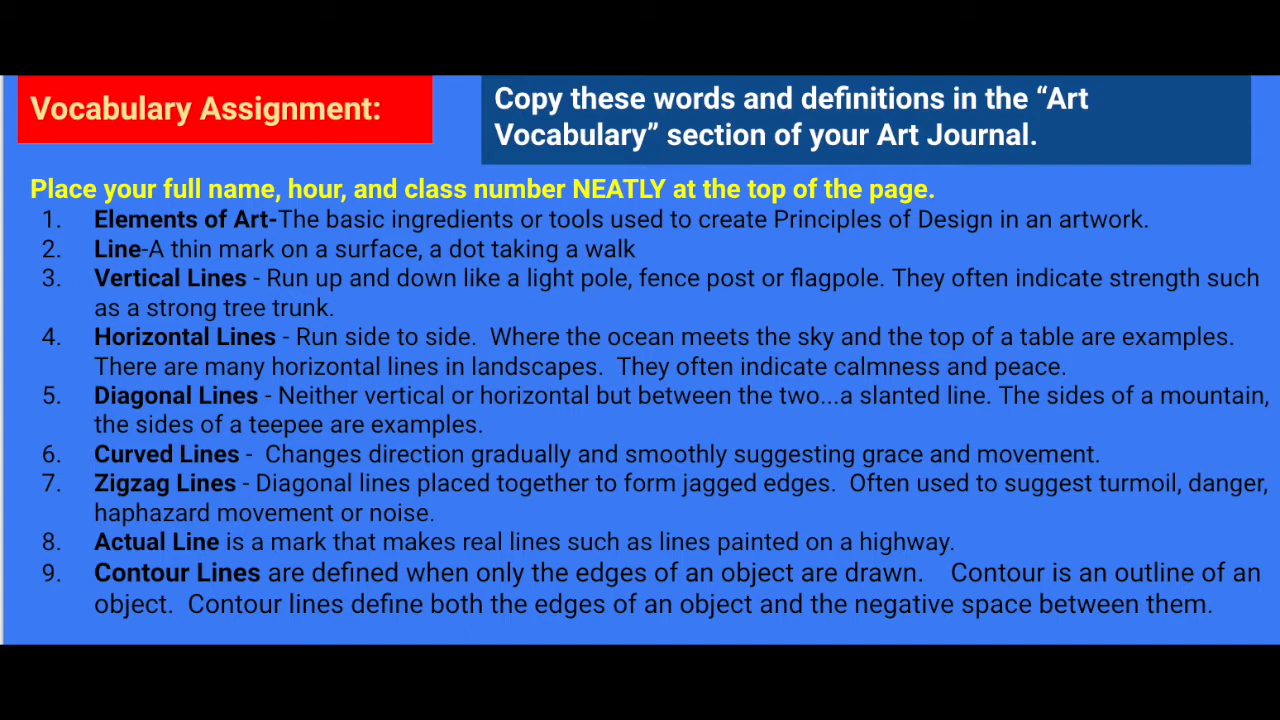 Vocabulary Assignment:
Copy these words and definitions in the “Art
Vocabulary” section of your Art Journal.
Place your full name, hour, and class number NEATLY at the top of the page.
1. Elements of Art-The basic ingredients or tools used to create Principles of Design in an artwork.
2. Line-A thin mark on a surface, a dot taking a walk
3. Vertical Lines - Run up and down like a light pole, fence post or flagpole. They often indicate strength such
as a strong tree trunk.
4. Horizontal Lines - Run side to side.  Where the ocean meets the sky and the top of a table are examples.
There are many horizontal lines in landscapes.  They often indicate calmness and peace.
5. Diagonal Lines - Neither vertical or horizontal but between the two...a slanted line. The sides of a mountain,
the sides of a teepee are examples.
6. Curved Lines -  Changes direction gradually and smoothly suggesting grace and movement.
7. Zigzag Lines - Diagonal lines placed together to form jagged edges.  Often used to suggest turmoil, danger,
haphazard movement or noise.
8. Actual Line is a mark that makes real lines such as lines painted on a highway.
9. Contour Lines are defined when only the edges of an object are drawn.    Contour is an outline of an
object.  Contour lines define both the edges of an object and the negative space between them.